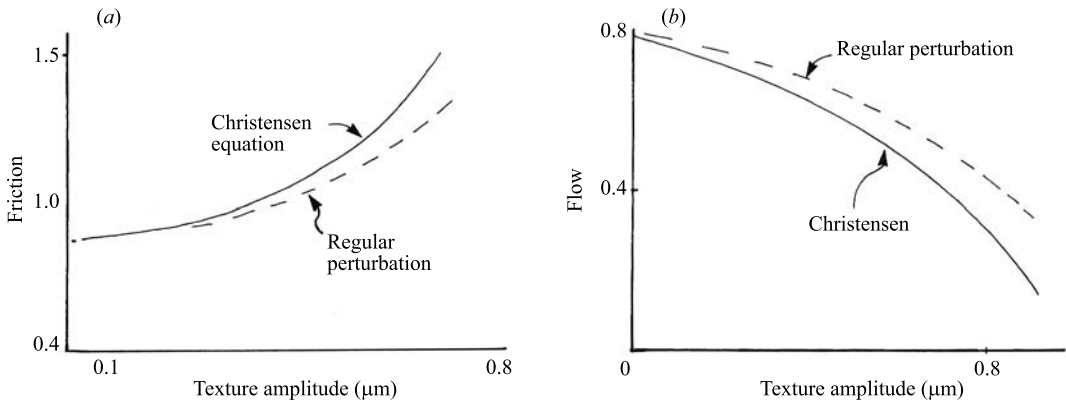 (a)
1.5
1.0
0.4
Friction
Christensen
equation
Regular
perturbation
0.1
0.8
Texture amplitude (μm)
(b)
0.8
0.4
0
Flow
Regular perturbation
Christensen
0.8
Texture amplitude (μm)